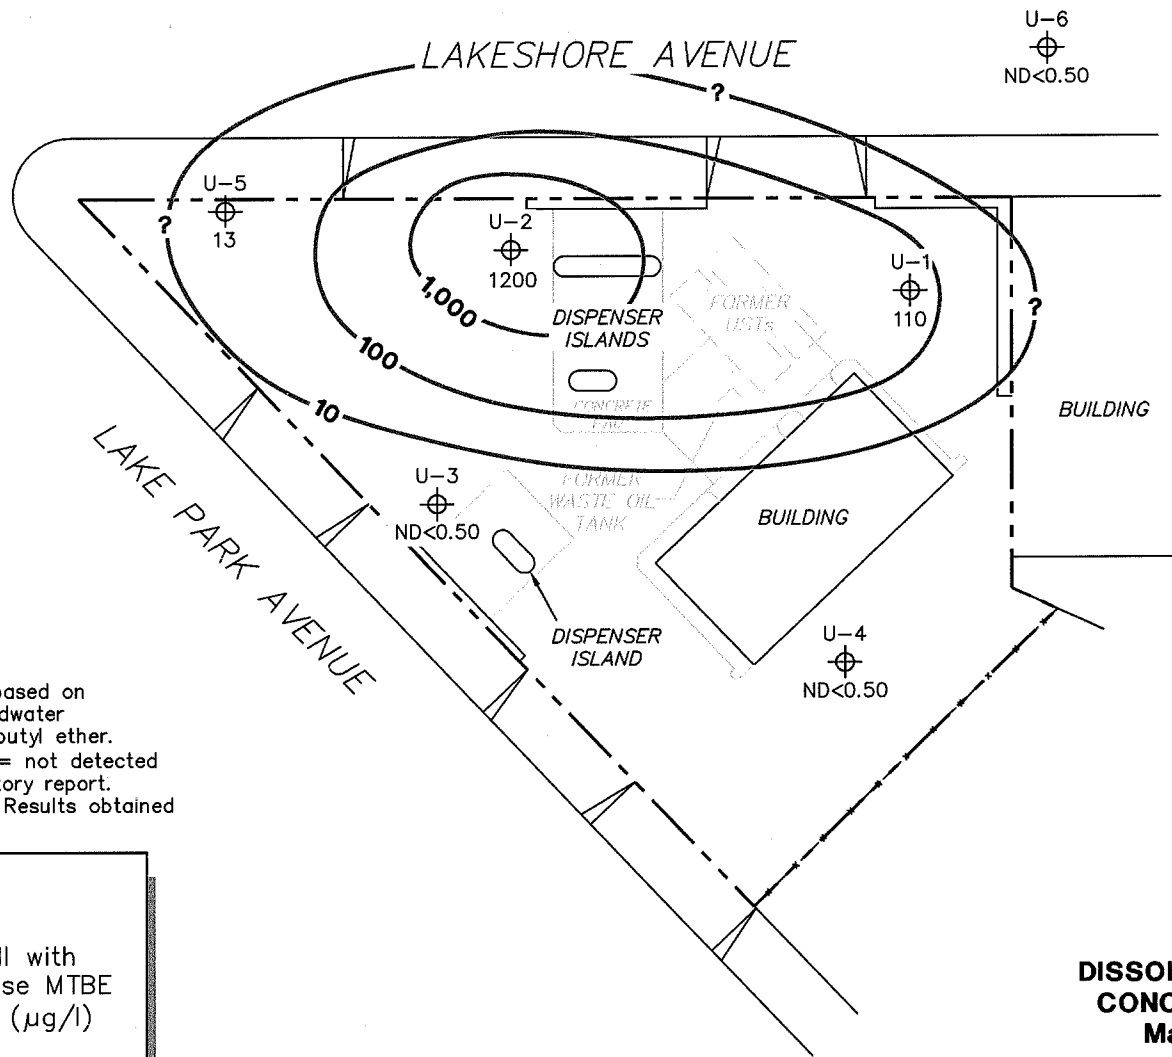 U-6
ND<0.50
LAKESHORE AVENUE
?
U-5
13
?
U-2
1200
1,000
U-1
110
?
FORMER
USTs
DISPENSER
ISLANDS
100
CONCRETE
PAD
10
BUILDING
LAKE PARK AVENUE
U-3
ND<0.50
FORMER
WASTE OIL
TANK
BUILDING
DISPENSER
ISLAND
U-4
ND<0.50
based on
dwater
butyl ether.
= not detected
tory report.
Results obtained
ll with
se MTBE
(µg/l)
DISSOL
CONC
Ma